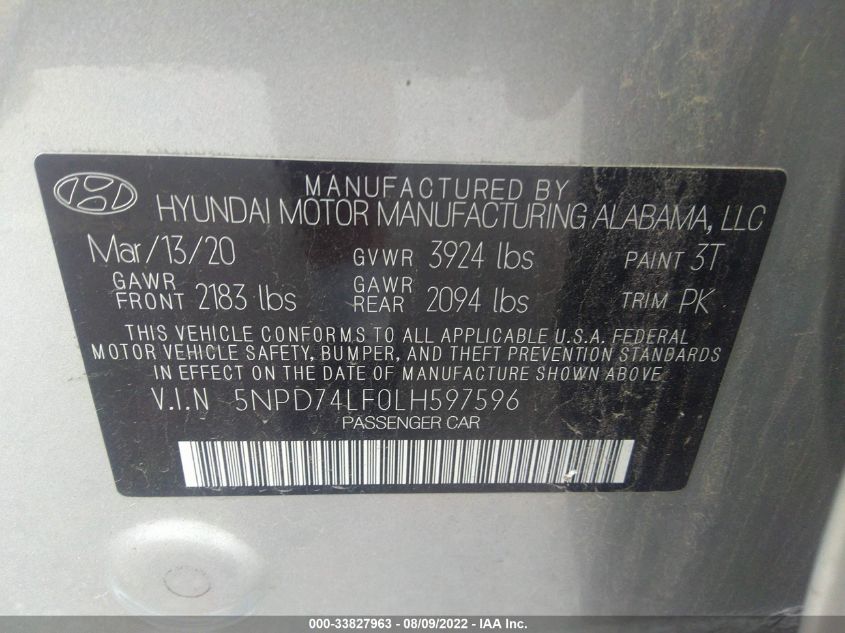 MANUFACTURED BY
HYUNDAI MOTOR MANUFACTURING ALABAMA, LLC
Mar/13/20 GVWR 3924 lbs PAINT 3T
GAWR FRONT 2183 lbs GAWR REAR 2094 lbs TRIM PK
THIS VEHICLE CONFORMS TO ALL APPLICABLE U.S.A. FEDERAL
MOTOR VEHICLE SAFETY, BUMPER, AND THEFT PREVENTION STANDARDS
IN EFFECT ON THE DATE OF MANUFACTURE SHOWN ABOVE.
V.I.N 5NPD74LF0LH597596
PASSENGER CAR
000-33827963 - 08/09/2022 - IAA Inc.